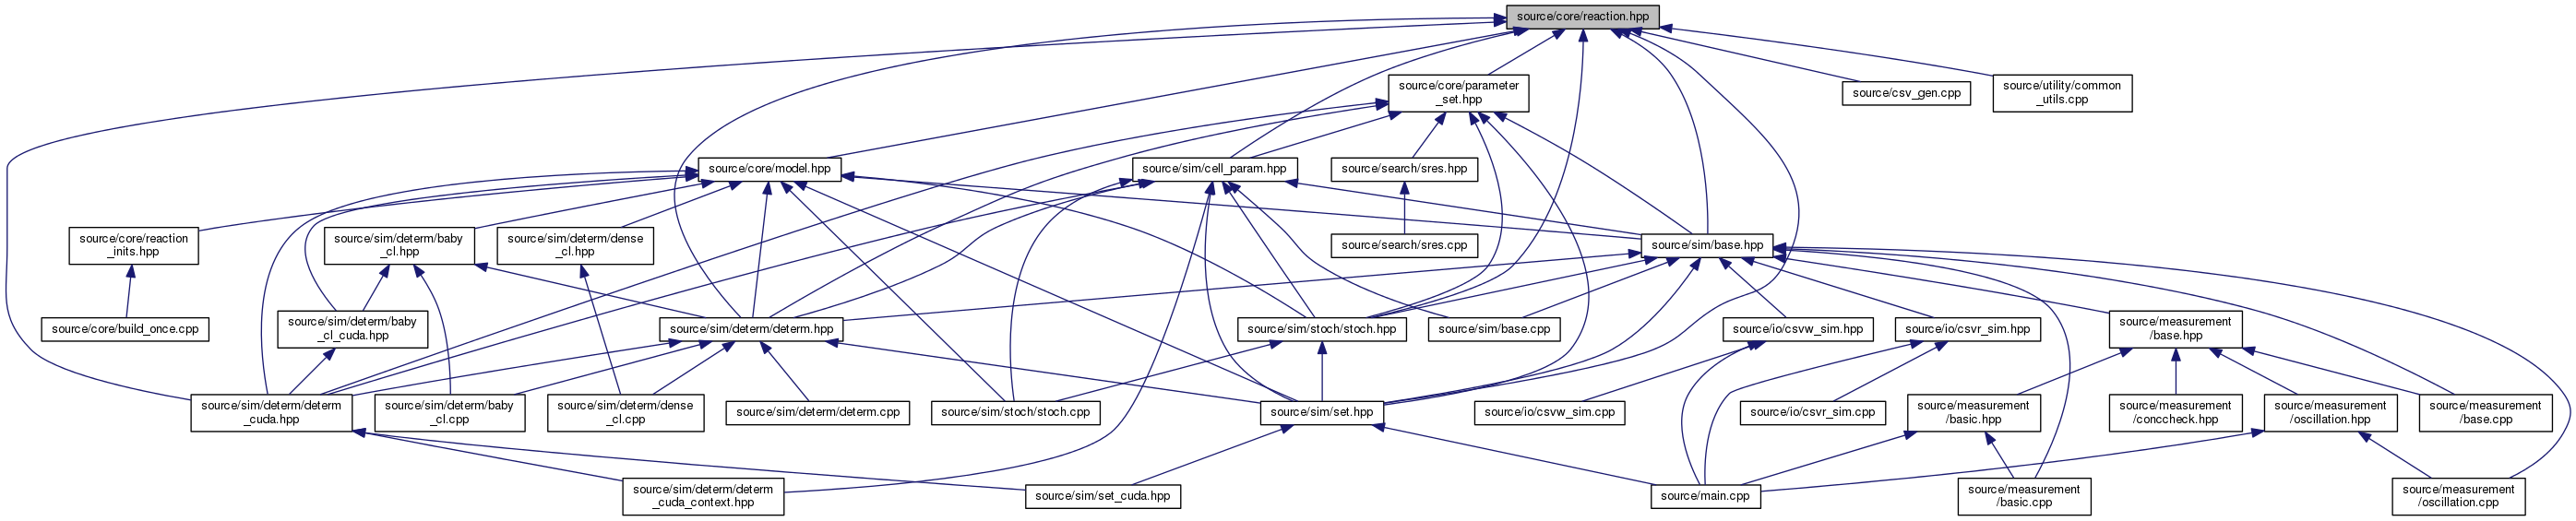 source/core/reaction.hpp
source/core/parameter
_set.hpp
source/csv_gen.cpp
source/utility/common
_utils.cpp
source/core/model.hpp
source/sim/cell_param.hpp
source/search/sres.hpp
source/core/reaction
_inits.hpp
source/sim/determ/baby
_cl.hpp
source/sim/determ/dense
_cl.hpp
source/search/sres.cpp
source/sim/base.hpp
source/core/build_once.cpp
source/sim/determ/baby
_cl_cuda.hpp
source/sim/determ/determ.hpp
source/sim/stoch/stoch.hpp
source/sim/base.cpp
source/io/csvw_sim.hpp
source/io/csvr_sim.hpp
source/measurement
/base.hpp
source/sim/determ/determ
_cuda.hpp
source/sim/determ/baby
_cl.cpp
source/sim/determ/dense
_cl.cpp
source/sim/determ/determ.cpp
source/sim/stoch/stoch.cpp
source/sim/set.hpp
source/io/csvw_sim.cpp
source/io/csvr_sim.cpp
source/measurement
/basic.hpp
source/measurement
/conccheck.hpp
source/measurement
/oscillation.hpp
source/measurement
/base.cpp
source/sim/determ/determ
_cuda_context.hpp
source/sim/set_cuda.hpp
source/main.cpp
source/measurement
/basic.cpp
source/measurement
/oscillation.cpp